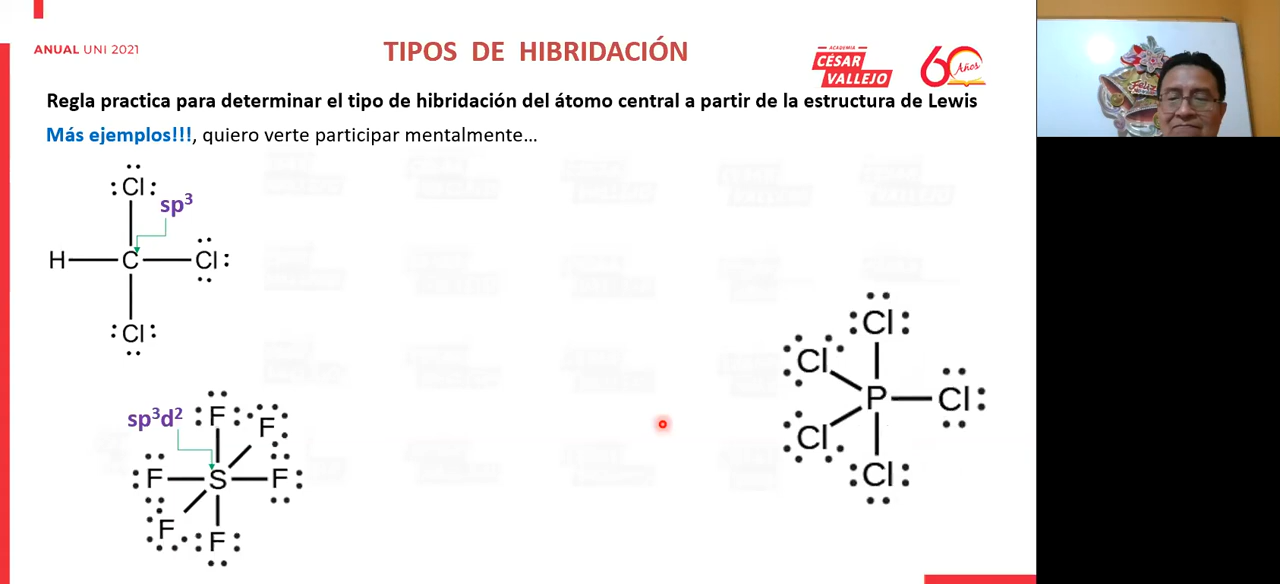 ANUAL UNI 2021
TIPOS DE HIBRIDACIÓN
ACADEMIA
CÉSAR
VALLEJO
60 Años
Regla practica para determinar el tipo de hibridación del átomo central a partir de la estructura de Lewis
Más ejemplos!!!, quiero verte participar mentalmente...
:Cl:
sp³
H—C—Cl:
:Cl:
sp³d²
:F: F
:F—S—F:
F :F:
:Cl:
Cl
P—Cl:
Cl
:Cl: